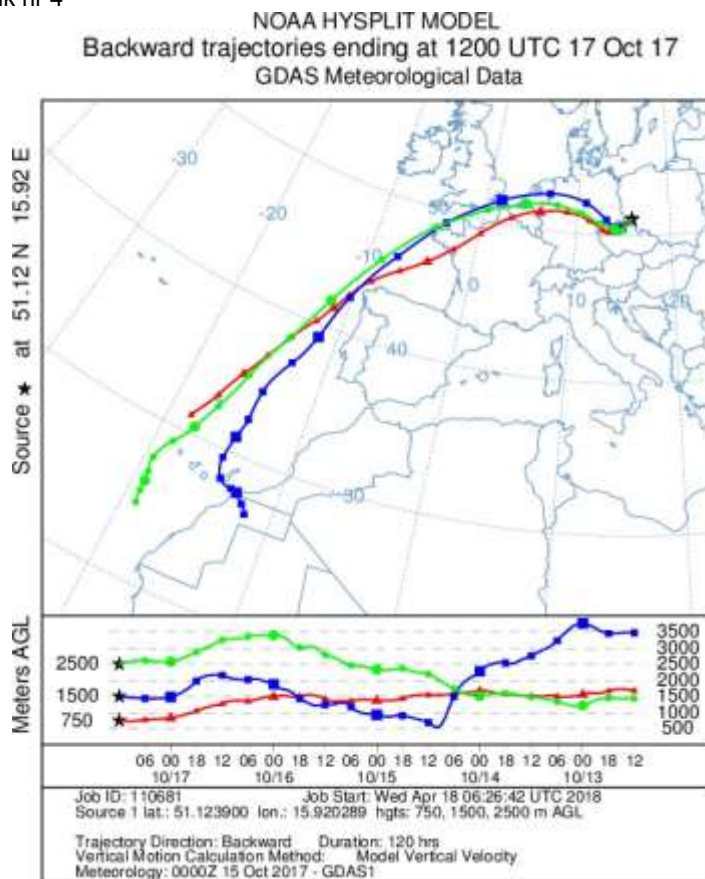 NOAA HYSPLIT MODEL
Backward trajectories ending at 1200 UTC 17 Oct 17
GDAS Meteorological Data
Source ★ at 51.12 N 15.92 E
-30
-20
-10
50
10
10
20
40
30
Meters AGL
2500
1500
750
3500
3000
2500
2000
1500
1000
500
06 00 18 12 06 00 18 12 06 00 18 12 06 00 18 12 06 00 18 12
10/17 10/16 10/15 10/14 10/13
Job ID: 110681 Job Start: Wed Apr 18 06:26:42 UTC 2018
Source 1 lat.: 51.123900 lon.: 15.920289 hgts: 750, 1500, 2500 m AGL
Trajectory Direction: Backward Duration: 120 hrs
Vertical Motion Calculation Method: Model Vertical Velocity
Meteorology: 0000Z 15 Oct 2017 - GDAS1